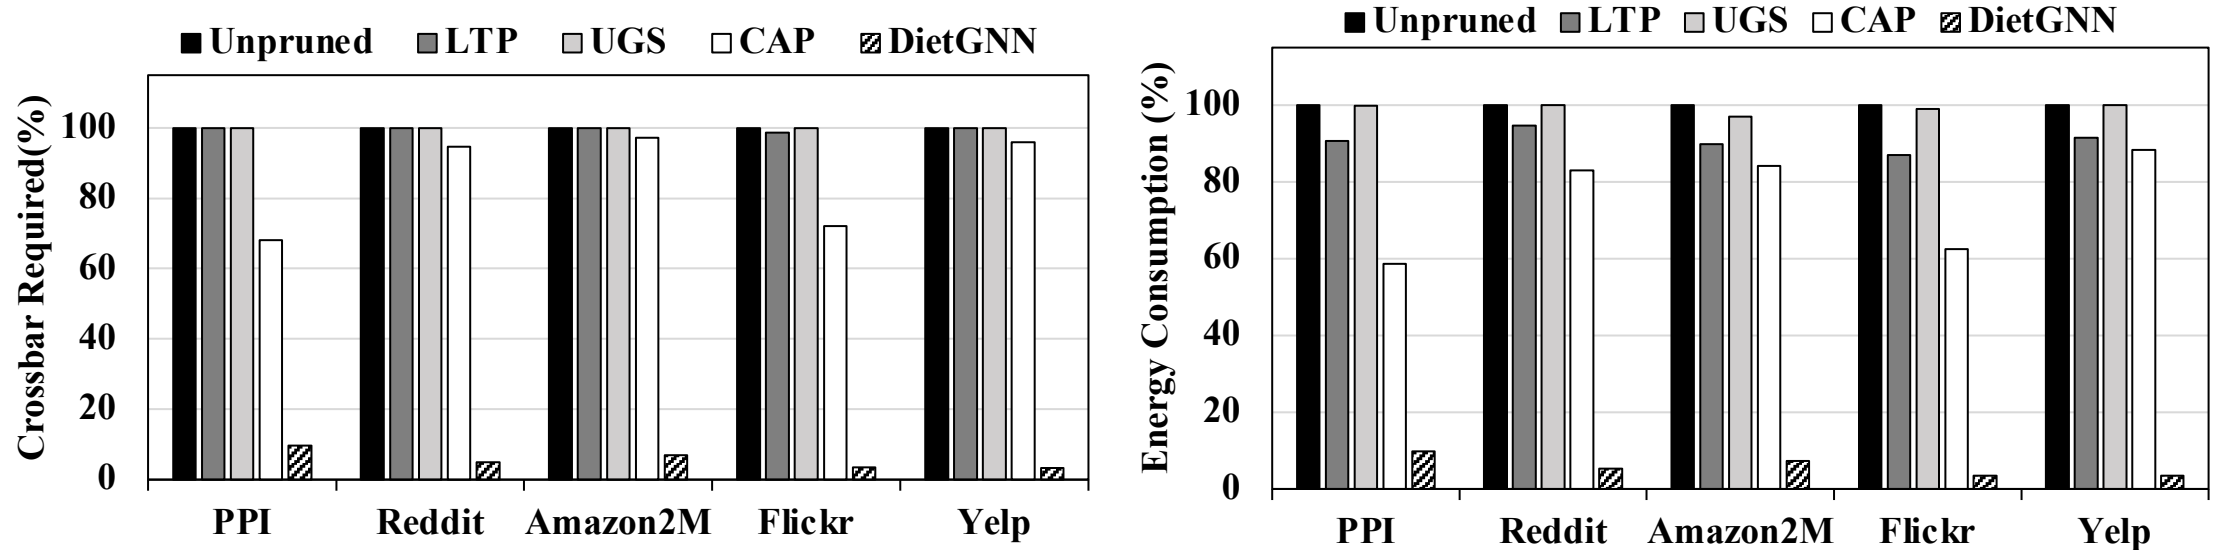 Unpruned LTP UGS CAP DietGNN
Crossbar Required(%)
100
80
60
40
20
0
PPI Reddit Amazon2M Flickr Yelp
Unpruned LTP UGS CAP DietGNN
Energy Consumption (%)
100
80
60
40
20
0
PPI Reddit Amazon2M Flickr Yelp